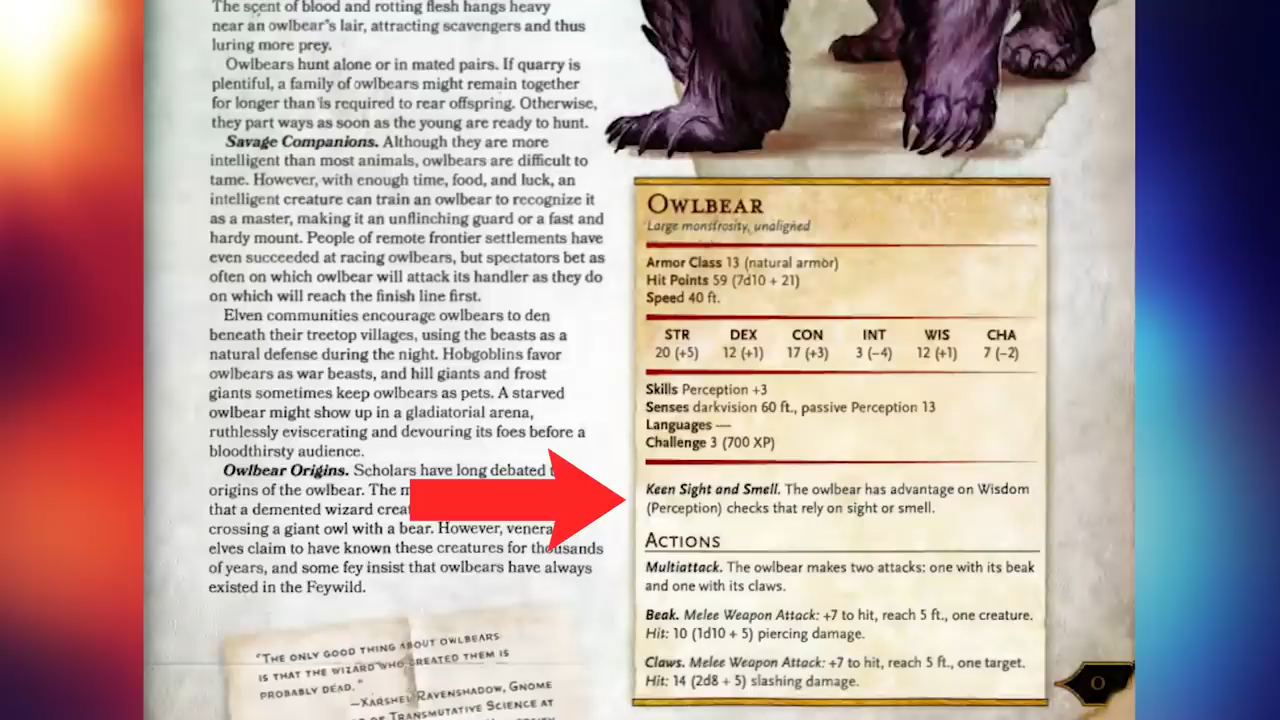 The scent of blood and rotting flesh hangs heavy
near an owlbear's lair, attracting scavengers and thus
luring more prey.
Owlbears hunt alone or in mated pairs. If quarry is
plentiful, a family of owlbears might remain together
for longer than is required to rear offspring. Otherwise,
they part ways as soon as the young are ready to hunt.
Savage Companions. Although they are more
intelligent than most animals, owlbears are difficult to
tame. However, with enough time, food, and luck, an
intelligent creature can train an owlbear to recognize it
as a master, making it an unflinching guard or a fast and
hardy mount. People of remote frontier settlements have
even succeeded at racing owlbears, but spectators bet as
often on which owlbear will attack its handler as they do
on which will reach the finish line first.
Elven communities encourage owlbears to den
beneath their treetop villages, using the beasts as a
natural defense during the night. Hobgoblins favor
owlbears as war beasts, and hill giants and frost
giants sometimes keep owlbears as pets. A starved
owlbear might show up in a gladiatorial arena,
ruthlessly eviscerating and devouring its foes before a
bloodthirsty audience.
Owlbear Origins. Scholars have long debated
origins of the owlbear. The
that a demented wizard
crossing a giant owl with a bear. However,
elves claim to have known these creatures for thousands
of years, and some fey insist that owlbears have always
existed in the Feywild.
"The only good thing about owlbears
is that the wizard who created them is
probably dead."
—Xarshel Ravenshadow, Gnome
of Transmutative Science at
Owlbear
Large monstrosity, unaligned
Armor Class 13 (natural armor)
Hit Points 59 (7d10 + 21)
Speed 40 ft.
STR DEX CON INT WIS CHA
20 (+5) 12 (+1) 17 (+3) 3 (−4) 12 (+1) 7 (−2)
Skills Perception +3
Senses darkvision 60 ft., passive Perception 13
Languages —
Challenge 3 (700 XP)
Keen Sight and Smell. The owlbear has advantage on Wisdom
(Perception) checks that rely on sight or smell.
Actions
Multiattack. The owlbear makes two attacks: one with its beak
and one with its claws.
Beak. Melee Weapon Attack: +7 to hit, reach 5 ft., one creature.
Hit: 10 (1d10 + 5) piercing damage.
Claws. Melee Weapon Attack: +7 to hit, reach 5 ft., one target.
Hit: 14 (2d8 + 5) slashing damage.
O